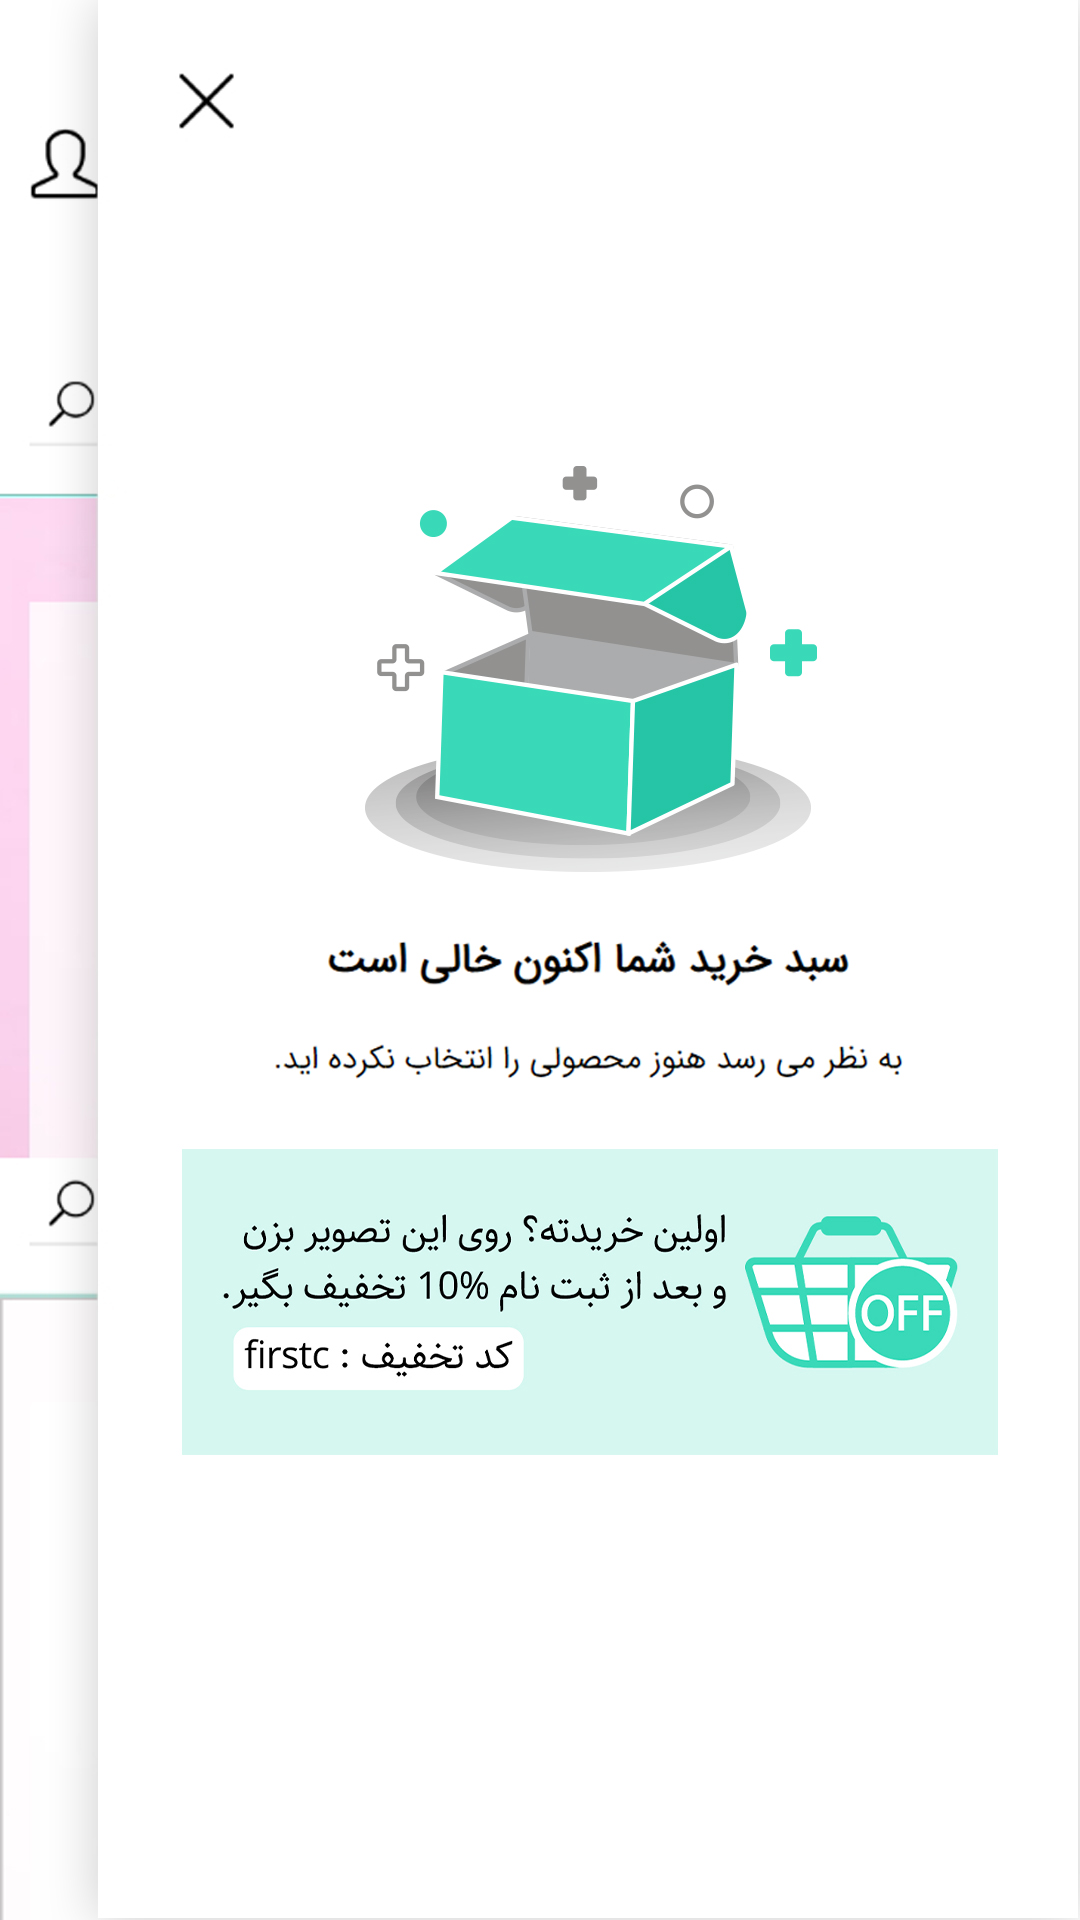 سبد خرید شما اکنون خالی است
به نظر می رسد هنوز محصولی را انتخاب نکرده اید.
اولین خریدته؟ روی این تصویر بزن
و بعد از ثبت نام 10% تخفیف بگیر.
کد تخفیف : firstc
OFF